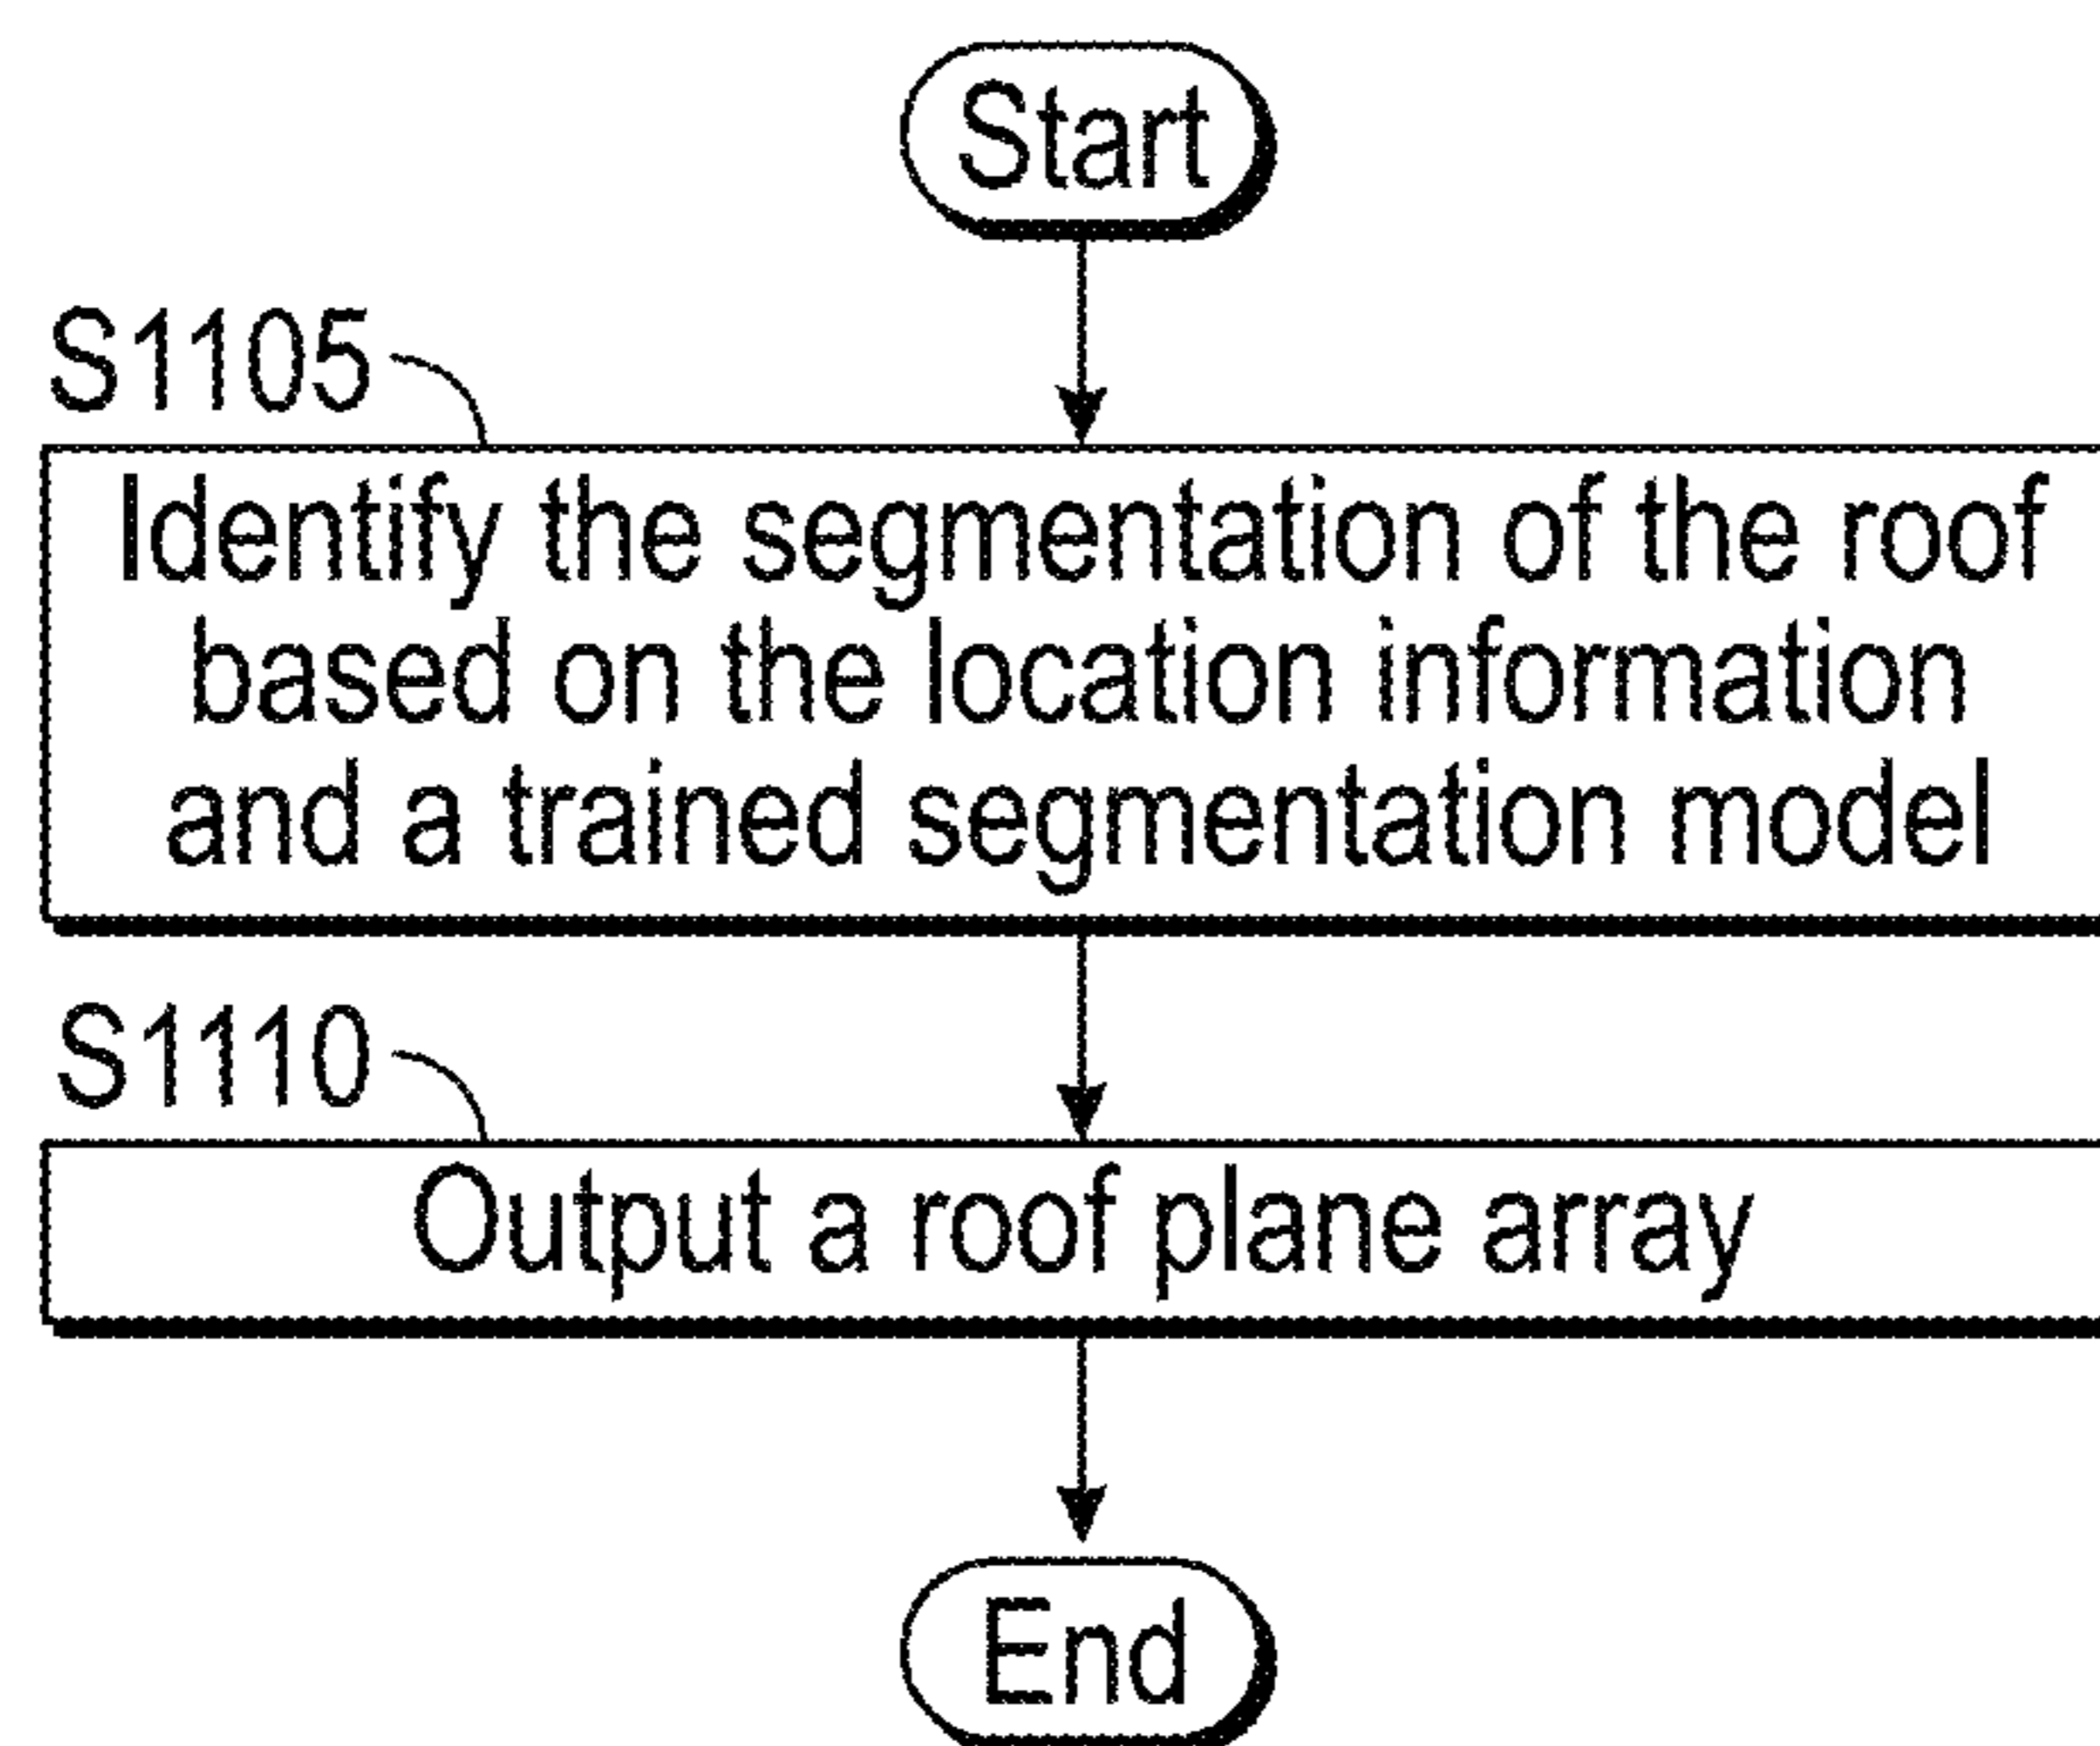 Start
S1105
Identify the segmentation of the roof
based on the location information
and a trained segmentation model
S1110
Output a roof plane array
End